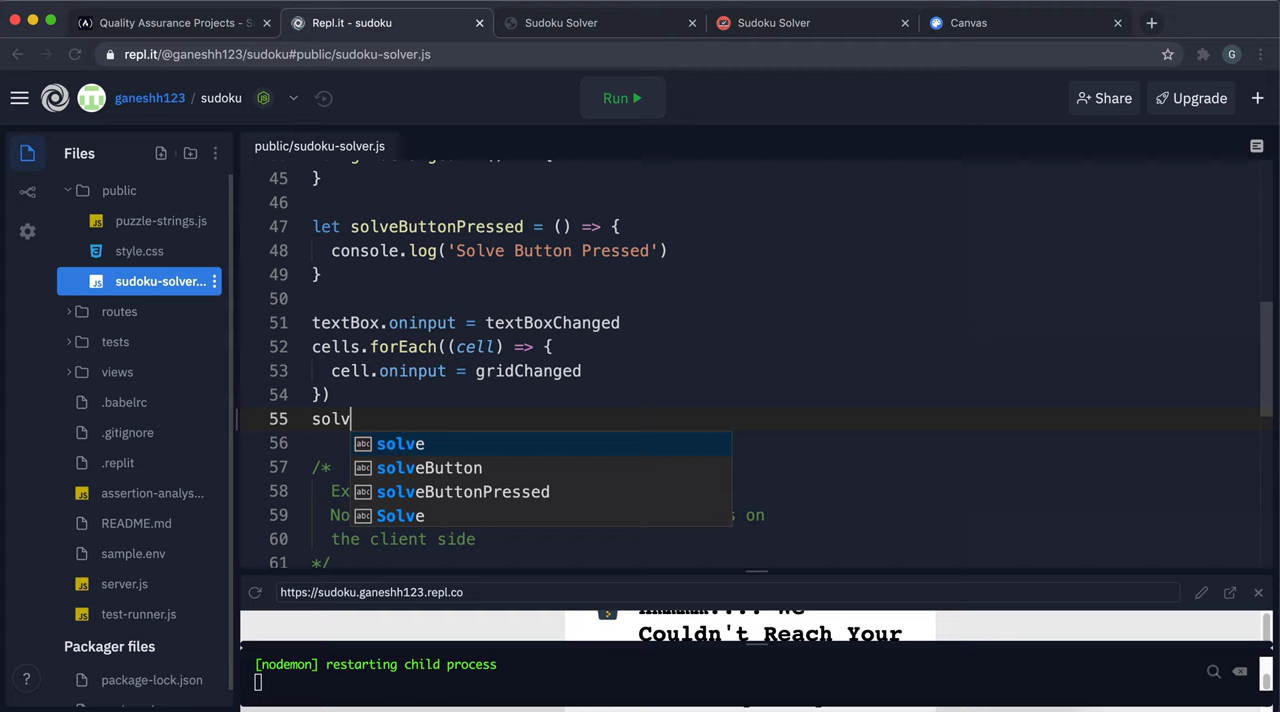 Quality Assurance Projects - S
Repl.it - sudoku
Sudoku Solver
Sudoku Solver
Canvas
repl.it/@ganeshh123/sudoku#public/sudoku-solver.js
G
ganeshh123 / sudoku
Run
Share
Upgrade
Files
public/sudoku-solver.js
public
puzzle-strings.js
style.css
sudoku-solver...
routes
tests
views
.babelrc
.gitignore
.replit
assertion-analys...
README.md
sample.env
server.js
test-runner.js
Packager files
package-lock.json
45 }
46
47 let solveButtonPressed = () => {
48 console.log('Solve Button Pressed')
49 }
50
51 textBox.oninput = textBoxChanged
52 cells.forEach((cell) => {
53 cell.oninput = gridChanged
54 })
55 solv
56
57 /*
58 Ex
59 No s on
60 the client side
61 */
abc solve
abc solveButton
abc solveButtonPressed
abc Solve
https://sudoku.ganeshh123.repl.co
Couldn't Reach Your
[nodemon] restarting child process
?